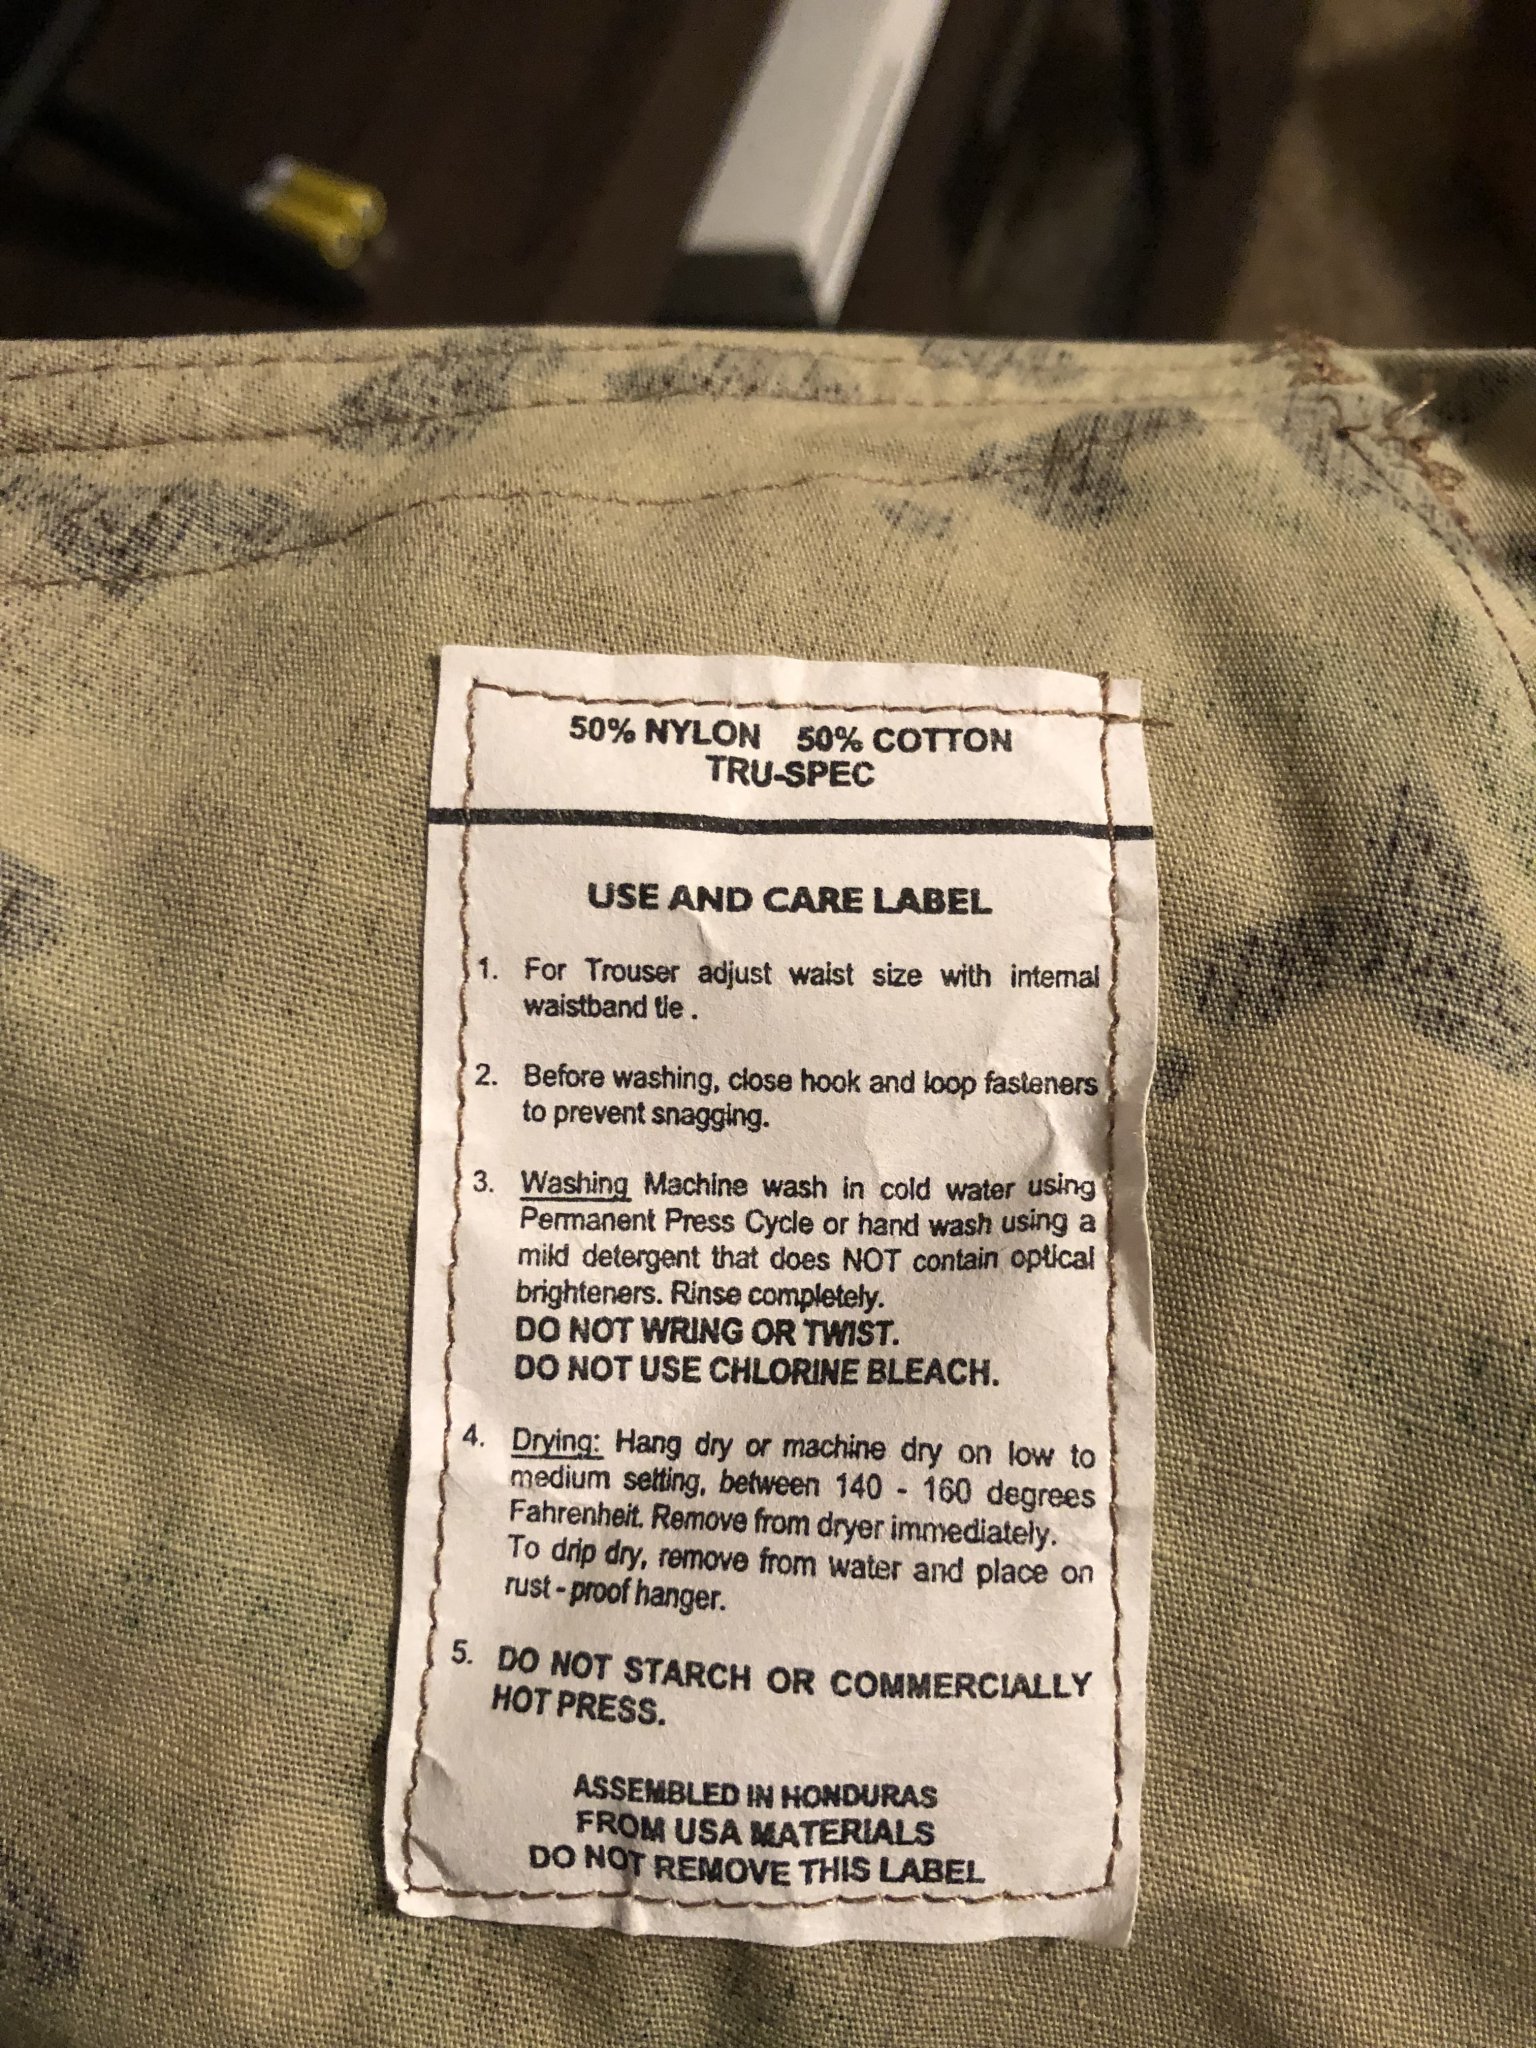 50% NYLON 50% COTTON
TRU-SPEC
USE AND CARE LABEL
1. For Trouser adjust waist size with internal
waistband tie .
2. Before washing, close hook and loop fasteners
to prevent snagging.
3. Washing Machine wash in cold water using
Permanent Press Cycle or hand wash using a
mild detergent that does NOT contain optical
brighteners. Rinse completely.
DO NOT WRING OR TWIST.
DO NOT USE CHLORINE BLEACH.
4. Drying: Hang dry or machine dry on low to
medium setting, between 140 - 160 degrees
Fahrenheit. Remove from dryer immediately.
To drip dry, remove from water and place on
rust - proof hanger.
5. DO NOT STARCH OR COMMERCIALLY
HOT PRESS.
ASSEMBLED IN HONDURAS
FROM USA MATERIALS
DO NOT REMOVE THIS LABEL